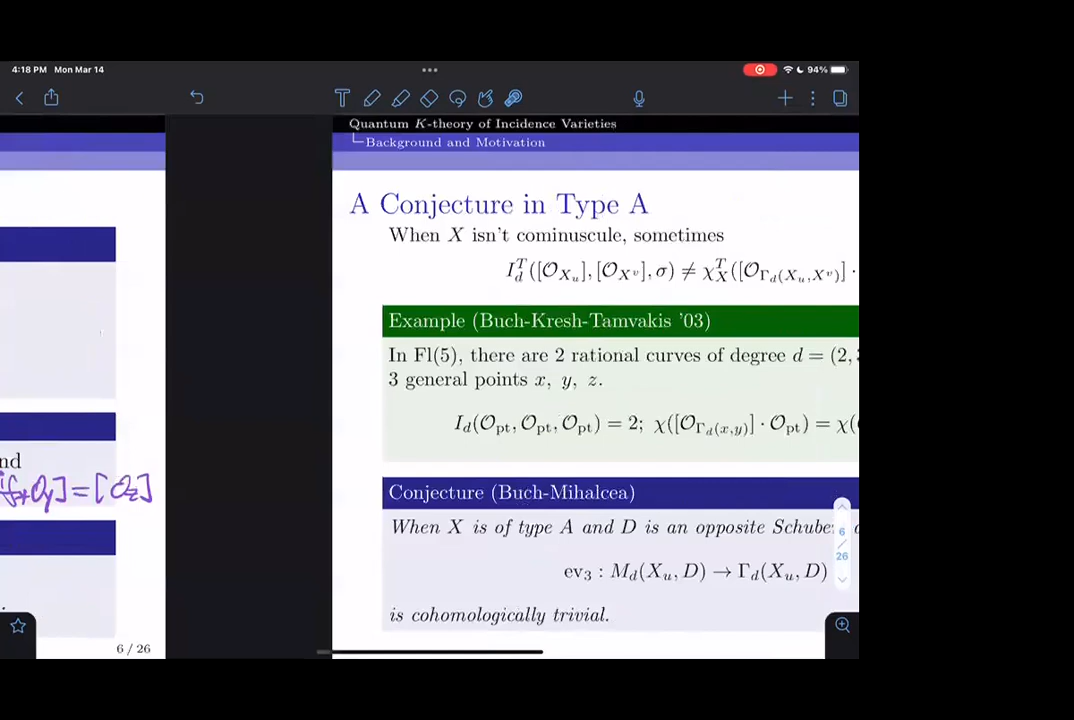 4:18 PM Mon Mar 14
94%
Quantum K-theory of Incidence Varieties
Background and Motivation
A Conjecture in Type A
When X isn't cominuscule, sometimes
I_d^T([𝒪_{X_u}], [𝒪_{X^v}], σ) ≠ χ_X^T([𝒪_{Γ_d(X_u,X^v)}] ·
Example (Buch-Kresh-Tamvakis '03)
In Fl(5), there are 2 rational curves of degree d = (2,
3 general points x, y, z.
I_d(𝒪_pt, 𝒪_pt, 𝒪_pt) = 2; χ([𝒪_{Γ_d(x,y)}] · 𝒪_pt) = χ(
nd
] = [𝒪_Z]
Conjecture (Buch-Mihalcea)
When X is of type A and D is an opposite Schube
ev_3 : M_d(X_u, D) → Γ_d(X_u, D)
is cohomologically trivial.
6
/
26
6 / 26